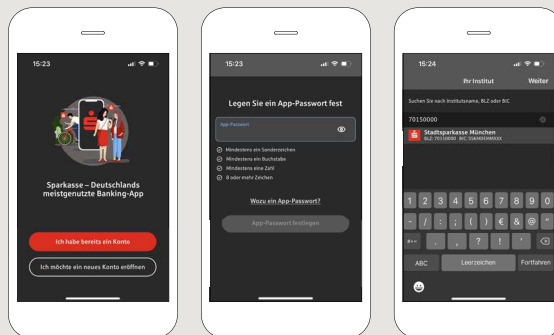 15:23
Sparkasse – Deutschlands
meistgenutzte Banking-App
Ich habe bereits ein Konto
Ich möchte ein neues Konto eröffnen
15:23
Legen Sie ein App-Passwort fest
App-Passwort
Mindestens ein Sonderzeichen
Mindestens ein Buchstabe
Mindestens eine Zahl
8 oder mehr Zeichen
Wozu ein App-Passwort?
App-Passwort festlegen
15:24
Ihr Institut Weiter
Suchen Sie nach Institutsname, BLZ oder BIC
70150000
Stadtsparkasse München
BLZ: 70150000 BIC: SSKMDEMMXXX
1 2 3 4 5 6 7 8 9 0
- / : ; ( ) € & @ "
#+= . , ? ! '
ABC Leerzeichen Fortfahren